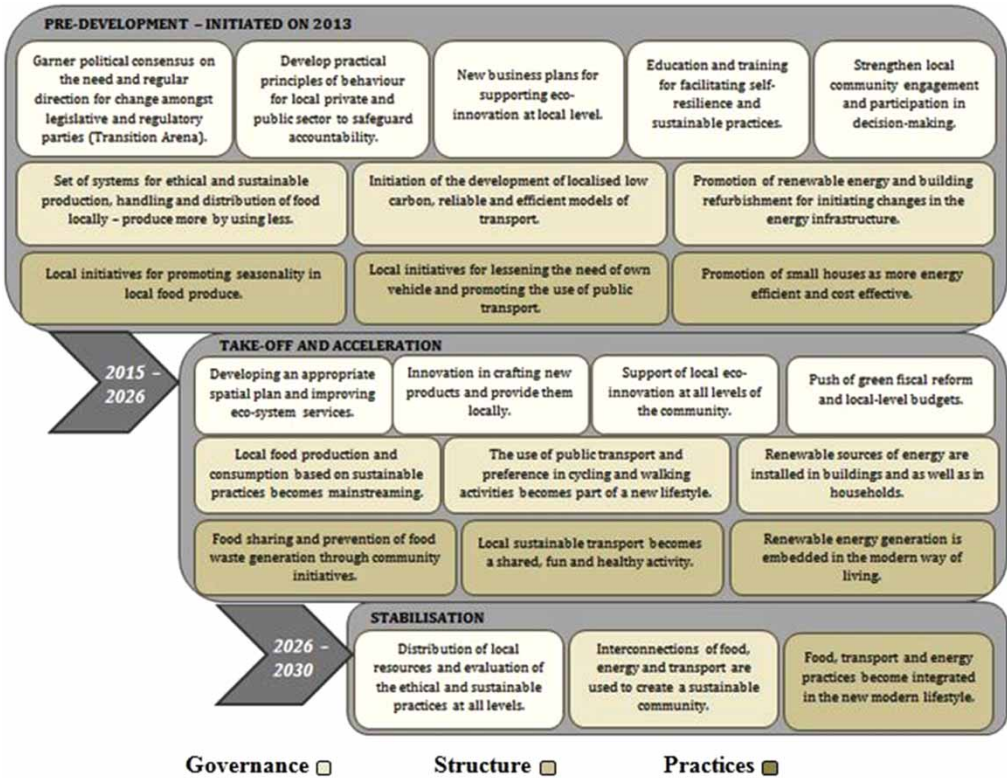 PRE-DEVELOPMENT – INITIATED ON 2013
Garner political consensus on
the need and regular
direction for change amongst
legislative and regulatory
parties (Transition Arena).
Develop practical
principles of behaviour
for local private and
public sector to safeguard
accountability.
New business plans for
supporting eco-
innovation at local level.
Education and training
for facilitating self-
resilience and
sustainable practices.
Strengthen local
community engagement
and participation in
decision-making.
Set of systems for ethical and sustainable
production, handling and distribution of food
locally – produce more by using less.
Initiation of the development of localised low
carbon, reliable and efficient models of
transport.
Promotion of renewable energy and building
refurbishment for initiating changes in the
energy infrastructure.
Local initiatives for promoting seasonality in
local food produce.
Local initiatives for lessening the need of own
vehicle and promoting the use of public
transport.
Promotion of small houses as more energy
efficient and cost effective.
2015 –
2026
TAKE-OFF AND ACCELERATION
Developing an appropriate
spatial plan and improving
eco-system services.
Innovation in crafting new
products and provide them
locally.
Support of local eco-
innovation at all levels of
the community.
Push of green fiscal reform
and local-level budgets.
Local food production and
consumption based on sustainable
practices becomes mainstreaming.
The use of public transport and
preference in cycling and walking
activities becomes part of a new lifestyle.
Renewable sources of energy are
installed in buildings and as well as in
households.
Food sharing and prevention of food
waste generation through community
initiatives.
Local sustainable transport becomes
a shared, fun and healthy activity.
Renewable energy generation is
embedded in the modern way of
living.
2026 –
2030
STABILISATION
Distribution of local
resources and evaluation of
the ethical and sustainable
practices at all levels.
Interconnections of food,
energy and transport are
used to create a sustainable
community.
Food, transport and energy
practices become integrated
in the new modern lifestyle.
Governance
Structure
Practices